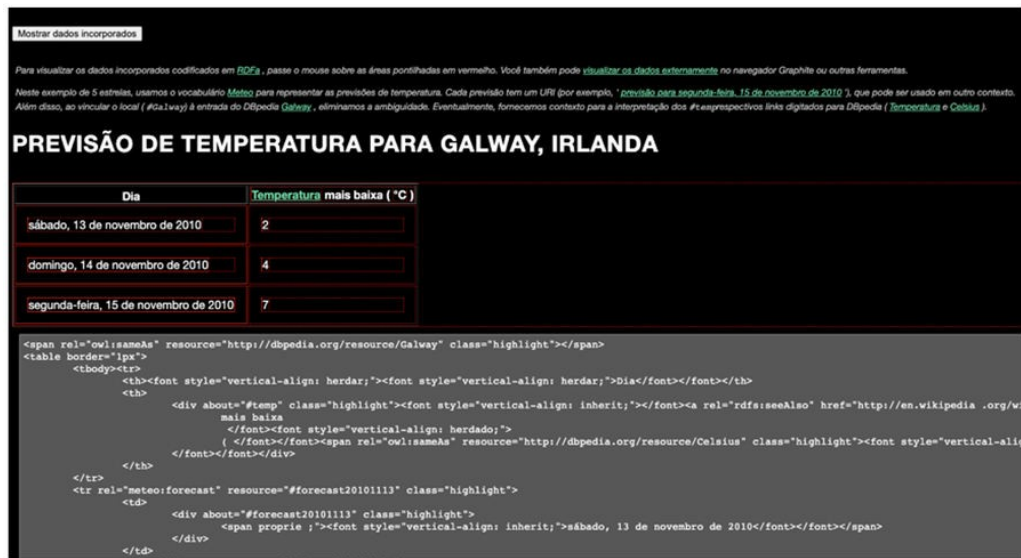 Mostrar dados incorporados
Para visualizar os dados incorporados codificados em RDFa , passe o mouse sobre as áreas pontilhadas em vermelho. Você também pode visualizar os dados externamente no navegador Graphite ou outras ferramentas.
Neste exemplo de 5 estrelas, usamos o vocabulário Meteo para representar as previsões de temperatura. Cada previsão tem um URI (por exemplo, ' previsão para segunda-feira, 15 de novembro de 2010 '), que pode ser usado em outro contexto.
Além disso, ao vincular o local ( #Galway) à entrada do DBpedia Galway , eliminamos a ambiguidade. Eventualmente, fornecemos contexto para a interpretação dos #temprespectivos links digitados para DBpedia ( Temperatura e Celsius ).
PREVISÃO DE TEMPERATURA PARA GALWAY, IRLANDA
Dia Temperatura mais baixa ( °C )
sábado, 13 de novembro de 2010 2
domingo, 14 de novembro de 2010 4
segunda-feira, 15 de novembro de 2010 7
<span rel="owl:sameAs" resource="http://dbpedia.org/resource/Galway" class="highlight"></span>
<table border="1px">
<tbody><tr>
<th><font style="vertical-align: herdar;"><font style="vertical-align: herdar;">Dia</font></font></th>
<th>
<div about="#temp" class="highlight"><font style="vertical-align: inherit;"></font><a rel="rdfs:seeAlso" href="http://en.wikipedia .org/wi
mais baixa
</font><font style="vertical-align: herdado;">
( </font></font><span rel="owl:sameAs" resource="http://dbpedia.org/resource/Celsius" class="highlight"><font style="vertical-alig
</font></font></div>
</th>
</tr>
<tr rel="meteo:forecast" resource="#forecast20101113" class="highlight">
<td>
<div about="#forecast20101113" class="highlight">
<span proprie ;"><font style="vertical-align: inherit;">sábado, 13 de novembro de 2010</font></font></span>
</div>
</td>